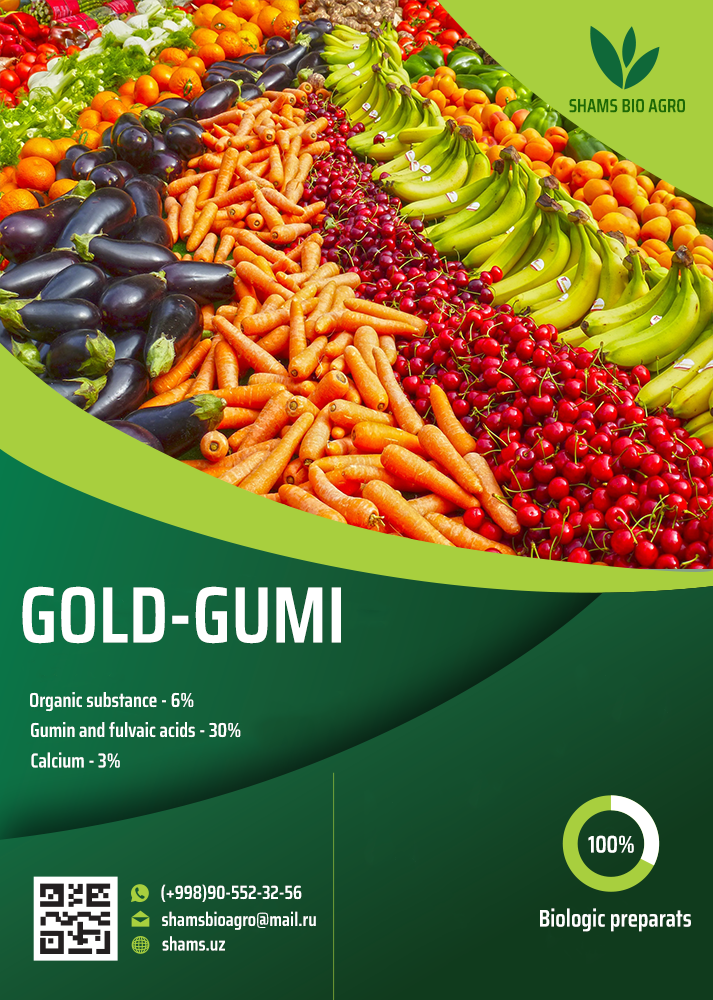 SHAMS BIO AGRO
GOLD-GUMI
Organic substance - 6%
Gumin and fulvaic acids - 30%
Calcium - 3%
100%
Biologic preparats
(+998)90-552-32-56
shamsbioagro@mail.ru
shams.uz